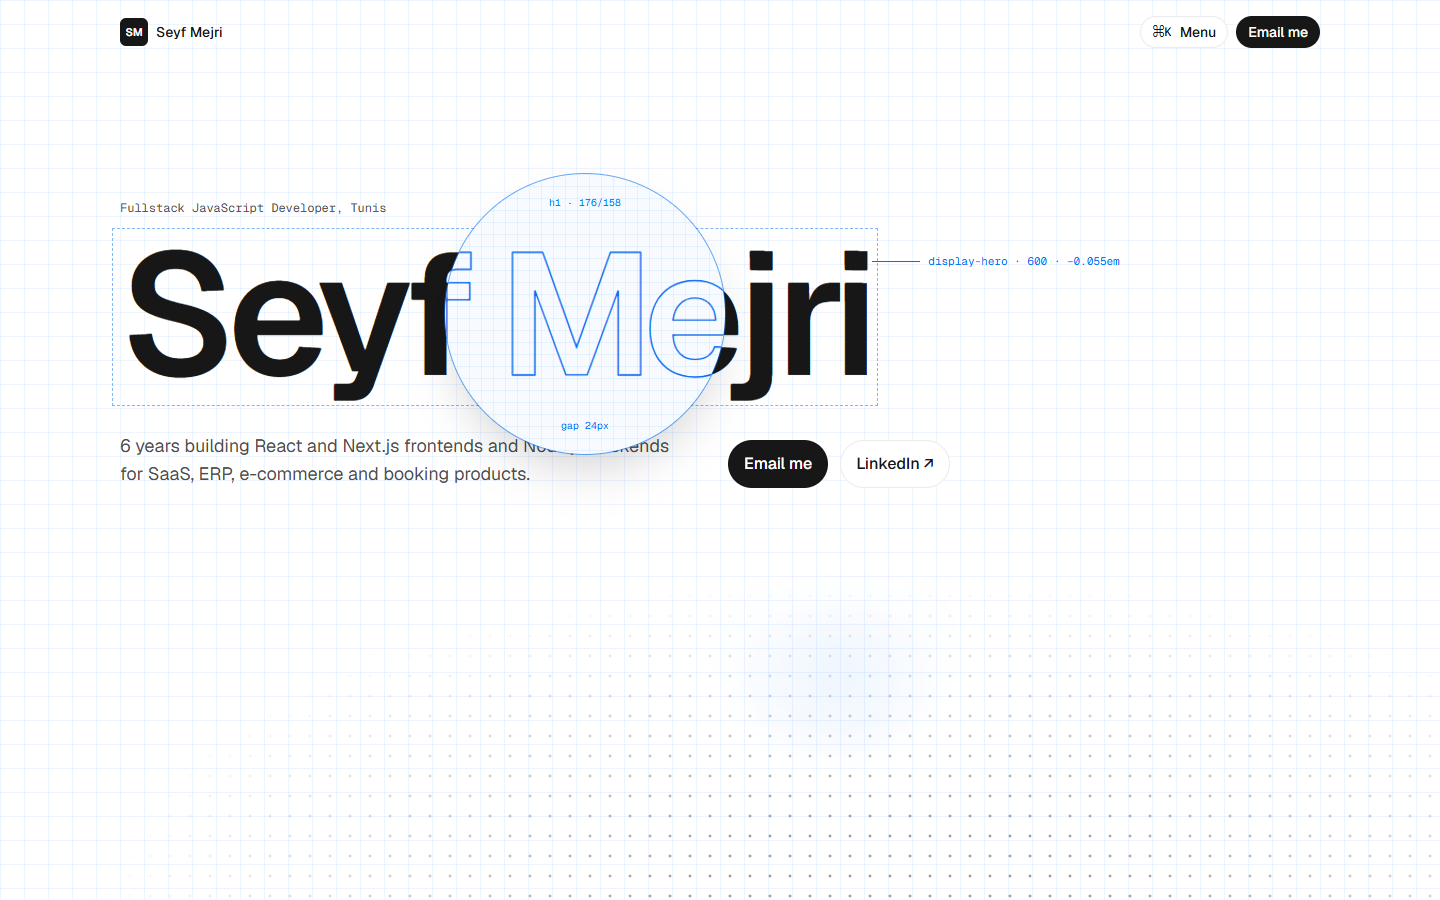 SM Seyf Mejri
⌘K Menu
Email me
Fullstack JavaScript Developer, Tunis
h1 · 176/158
Seyf Mejri
display-hero · 600 · -0.055em
gap 24px
6 years building React and Next.js frontends and
for SaaS, ERP, e-commerce and booking products.
Email me
LinkedIn ↗